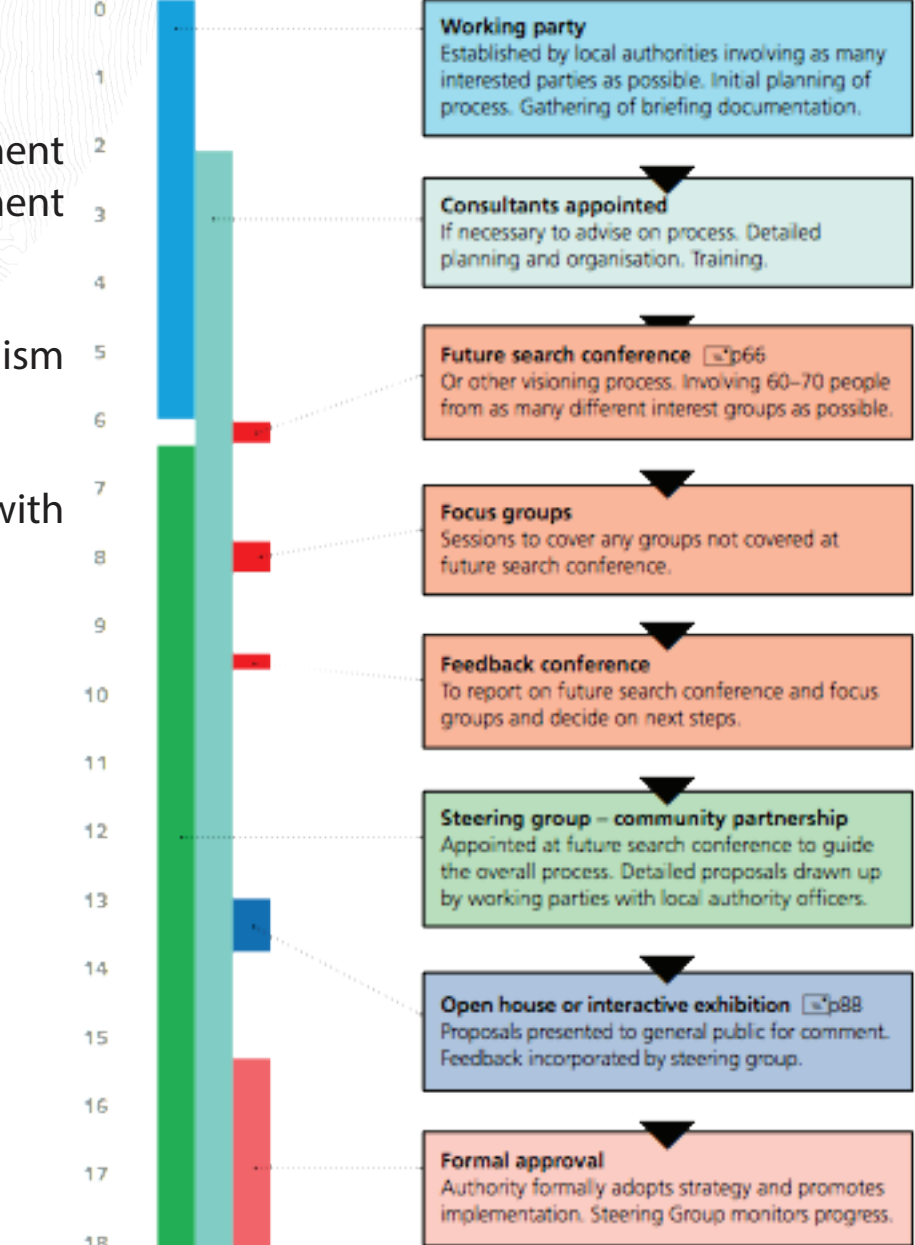 0
1
2
3
4
5
6
7
8
9
10
11
12
13
14
15
16
17
18
nent
nent
ism
with
Working party
Established by local authorities involving as many
interested parties as possible. Initial planning of
process. Gathering of briefing documentation.
Consultants appointed
If necessary to advise on process. Detailed
planning and organisation. Training.
Future search conference p66
Or other visioning process. Involving 60–70 people
from as many different interest groups as possible.
Focus groups
Sessions to cover any groups not covered at
future search conference.
Feedback conference
To report on future search conference and focus
groups and decide on next steps.
Steering group – community partnership
Appointed at future search conference to guide
the overall process. Detailed proposals drawn up
by working parties with local authority officers.
Open house or interactive exhibition p88
Proposals presented to general public for comment.
Feedback incorporated by steering group.
Formal approval
Authority formally adopts strategy and promotes
implementation. Steering Group monitors progress.